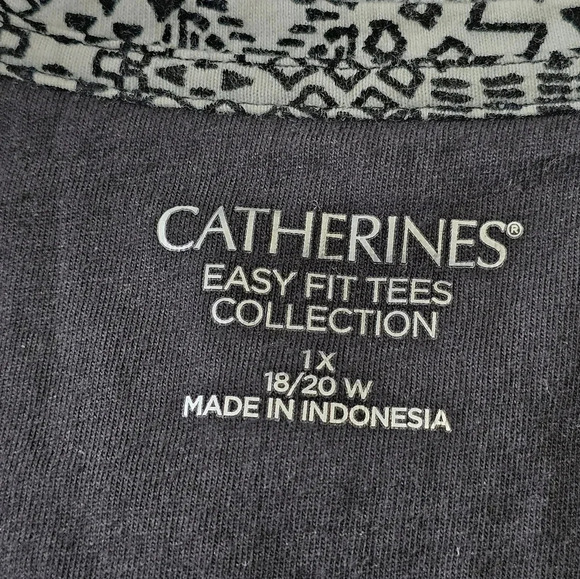 CATHERINES®
EASY FIT TEES
COLLECTION
1X
18/20 W
MADE IN INDONESIA